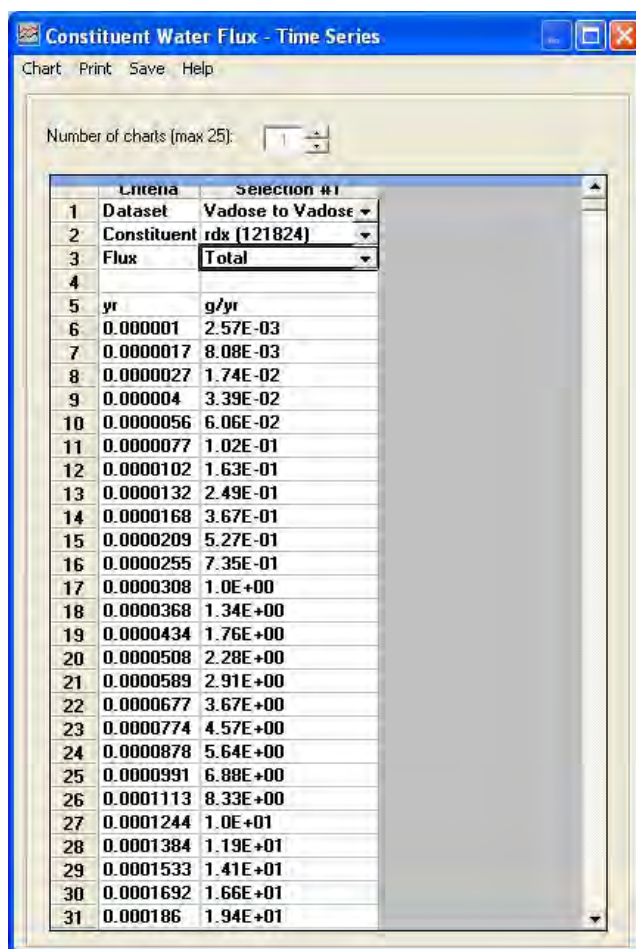 Constituent Water Flux - Time Series
Chart Print Save Help
Number of charts (max 25): 1
Criteria Selection #1
1 Dataset Vadose to Vadose
2 Constituent rdx (121824)
3 Flux Total
4
5 yr g/yr
6 0.000001 2.57E-03
7 0.0000017 8.08E-03
8 0.0000027 1.74E-02
9 0.000004 3.39E-02
10 0.0000056 6.06E-02
11 0.0000077 1.02E-01
12 0.0000102 1.63E-01
13 0.0000132 2.49E-01
14 0.0000168 3.67E-01
15 0.0000209 5.27E-01
16 0.0000255 7.35E-01
17 0.0000308 1.0E+00
18 0.0000368 1.34E+00
19 0.0000434 1.76E+00
20 0.0000508 2.28E+00
21 0.0000589 2.91E+00
22 0.0000677 3.67E+00
23 0.0000774 4.57E+00
24 0.0000878 5.64E+00
25 0.0000991 6.88E+00
26 0.0001113 8.33E+00
27 0.0001244 1.0E+01
28 0.0001384 1.19E+01
29 0.0001533 1.41E+01
30 0.0001692 1.66E+01
31 0.000186 1.94E+01